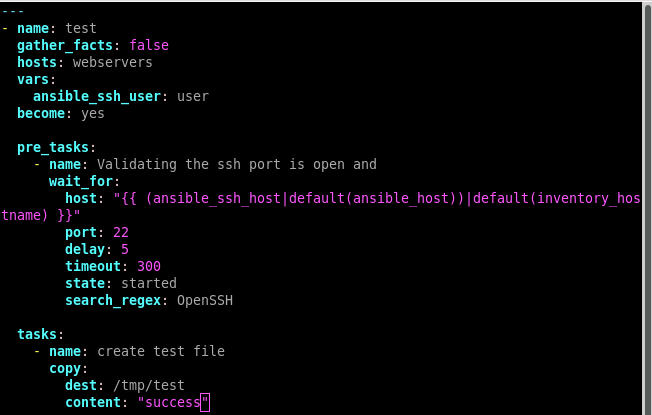 ---
- name: test
  gather_facts: false
  hosts: webservers
  vars:
    ansible_ssh_user: user
  become: yes

  pre_tasks:
    - name: Validating the ssh port is open and
      wait_for:
        host: "{{ (ansible_ssh_host|default(ansible_host))|default(inventory_hos
tname) }}"
        port: 22
        delay: 5
        timeout: 300
        state: started
        search_regex: OpenSSH

  tasks:
    - name: create test file
      copy:
        dest: /tmp/test
        content: "success"